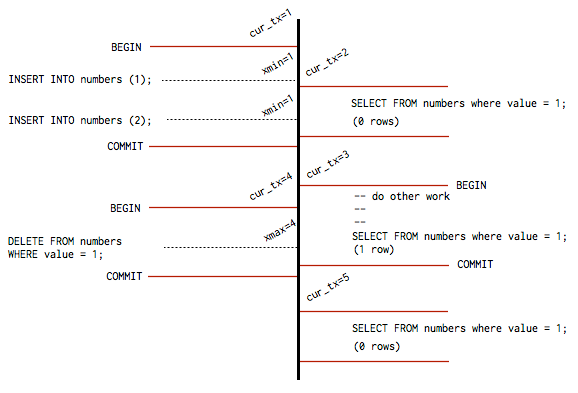 cur_tx=1
BEGIN
xmin=1
cur_tx=2
INSERT INTO numbers (1);
xmin=1
SELECT FROM numbers where value = 1;
INSERT INTO numbers (2);
(0 rows)
COMMIT
cur_tx=3
cur_tx=4
BEGIN
-- do other work
BEGIN
--
--
xmax=4
DELETE FROM numbers
WHERE value = 1;
SELECT FROM numbers where value = 1;
(1 row)
COMMIT
COMMIT
cur_tx=5
SELECT FROM numbers where value = 1;
(0 rows)